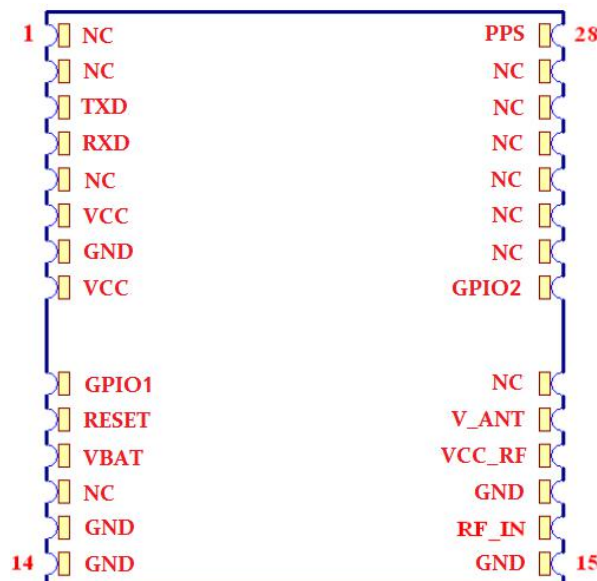 1 NC PPS 28
NC NC
TXD NC
RXD NC
NC NC
VCC NC
GND NC
VCC GPIO2
GPIO1 NC
RESET V_ANT
VBAT VCC_RF
NC GND
GND RF_IN
14 GND GND 15